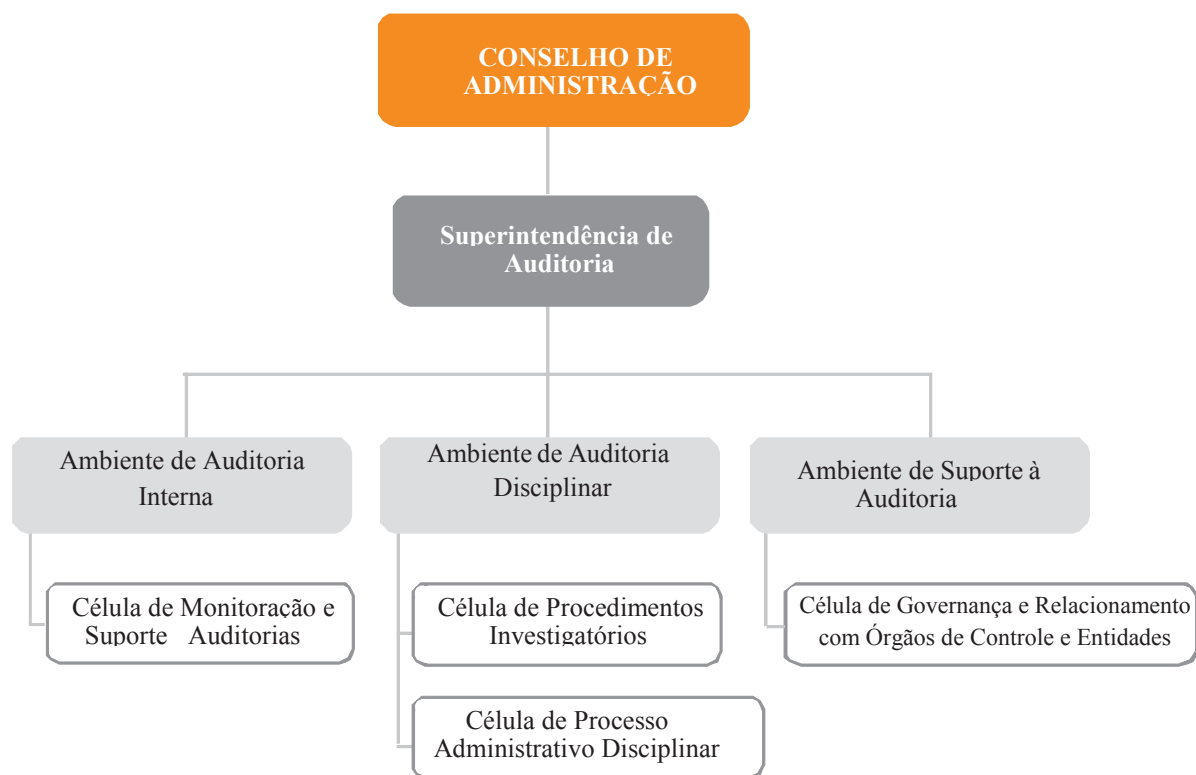 CONSELHO DE
ADMINISTRAÇÃO
Superintendência de
Auditoria
Ambiente de Auditoria
Interna
Ambiente de Auditoria
Disciplinar
Ambiente de Suporte à
Auditoria
Célula de Monitoração e
Suporte Auditorias
Célula de Procedimentos
Investigatórios
Célula de Governança e Relacionamento
com Órgãos de Controle e Entidades
Célula de Processo
Administrativo Disciplinar